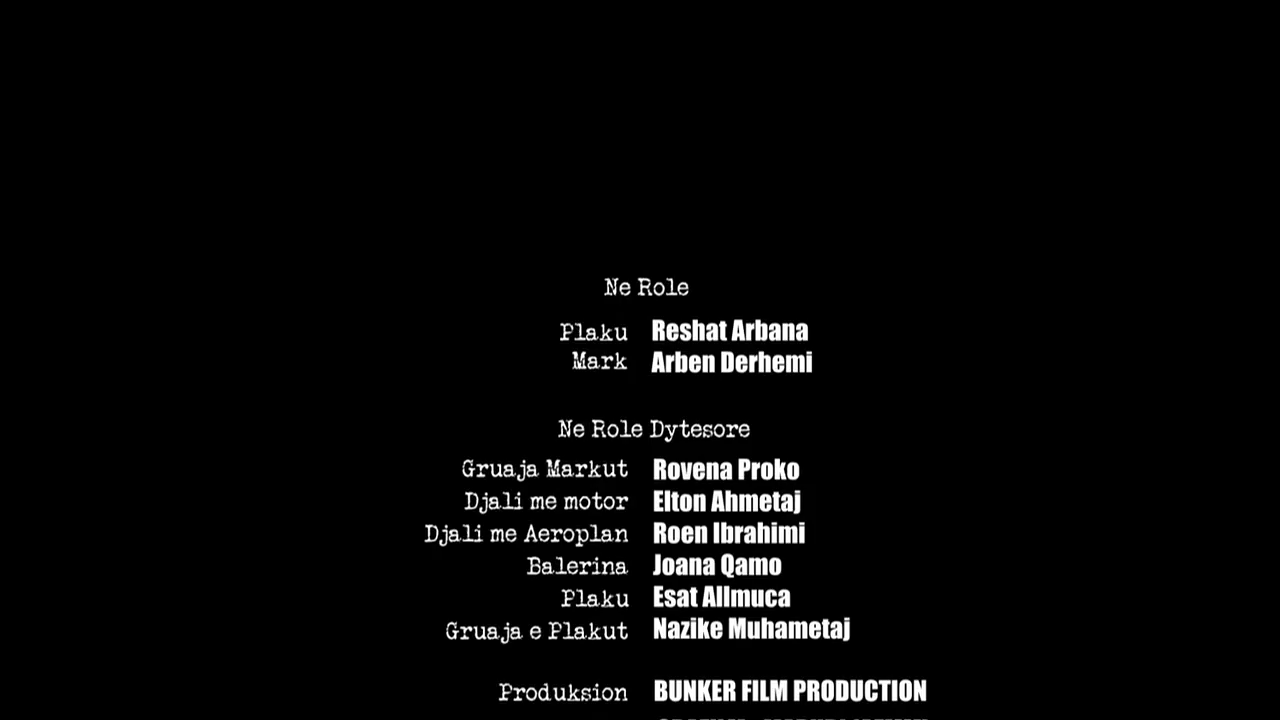 Ne Role
Plaku Reshat Arbana
Mark Arben Derhemi
Ne Role Dytesore
Gruaja Markut Rovena Proko
Djali me motor Elton Ahmetaj
Djali me Aeroplan Roen Ibrahimi
Balerina Joana Qamo
Plaku Esat Allmuca
Gruaja e Plakut Nazike Muhametaj
Produksion BUNKER FILM PRODUCTION